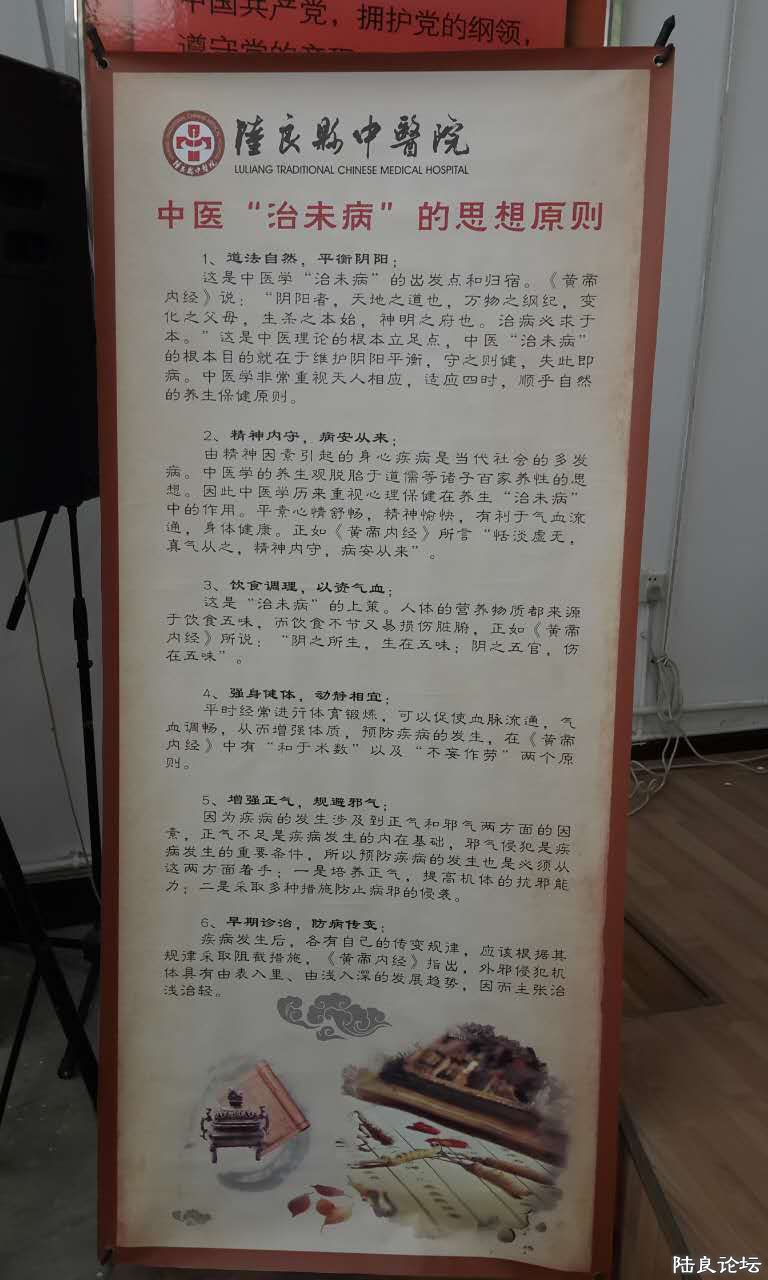 中国共产党，拥护党的纲领，
遵守党的章程
陆良县中医院
陸良縣中醫院
LULIANG TRADITIONAL CHINESE MEDICAL HOSPITAL
中医“治未病”的思想原则
1、道法自然，平衡阴阳；
这是中医学“治未病”的出发点和归宿。《黄帝
内经》说：“阴阳者，天地之道也，万物之纲纪，变
化之父母，生杀之本始，神明之府也。治病必求于
本。”这是中医理论的根本立足点，中医“治未病”
的根本目的就在于维护阴阳平衡，守之则健，失此即
病。中医学非常重视天人相应，适应四时，顺乎自然
的养生保健原则。
2、精神内守，病安从来；
由精神因素引起的身心疾病是当代社会的多发
病。中医学的养生观脱胎于道儒等诸子百家养性的思
想。因此中医学历来重视心理保健在养生“治未病”
中的作用。平素心情舒畅，精神愉快，有利于气血流
通，身体健康。正如《黄帝内经》所言“恬淡虚无，
真气从之，精神内守，病安从来”。
3、饮食调理，以资气血；
这是“治未病”的上策。人体的营养物质都来源
于饮食五味，而饮食不节又易损伤脏腑，正如《黄帝
内经》所说：“阴之所生，生在五味；阴之五官，伤
在五味”。
4、强身健体，动静相宜；
平时经常进行体育锻炼，可以促使血脉流通，气
血调畅，从而增强体质，预防疾病的发生，在《黄帝
内经》中有“和于术数”以及“不妄作劳”两个原
则。
5、增强正气，规避邪气；
因为疾病的发生涉及到正气和邪气两方面的因
素，正气不足是疾病发生的内在基础，邪气侵犯是疾
病发生的重要条件，所以预防疾病的发生也是必须从
这两方面着手：一是培养正气，提高机体的抗邪能
力；二是采取多种措施防止病邪的侵袭。
6、早期诊治，防病传变；
疾病发生后，各有自己的传变规律，应该根据其
规律采取阻截措施，《黄帝内经》指出，外邪侵犯机
体具有由表入里、由浅入深的发展趋势，因而主张治
浅治轻。
陆良论坛